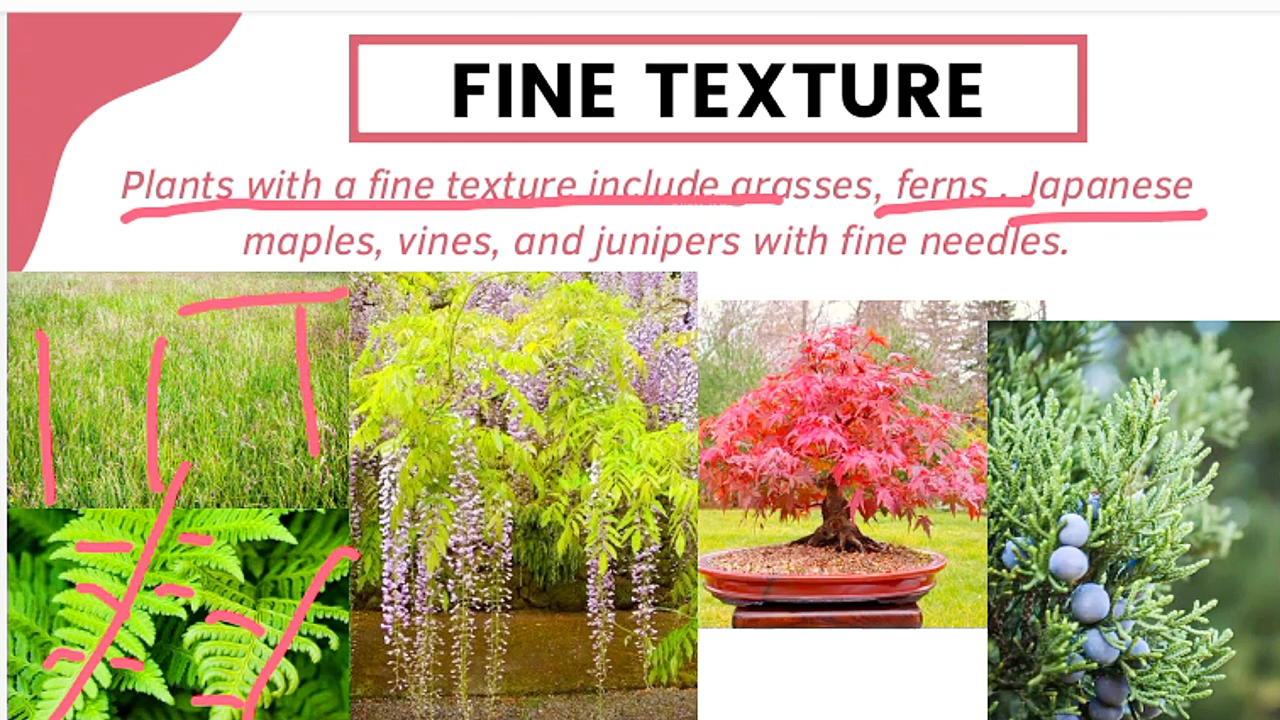 FINE TEXTURE
Plants with a fine texture include grasses, ferns , Japanese
maples, vines, and junipers with fine needles.